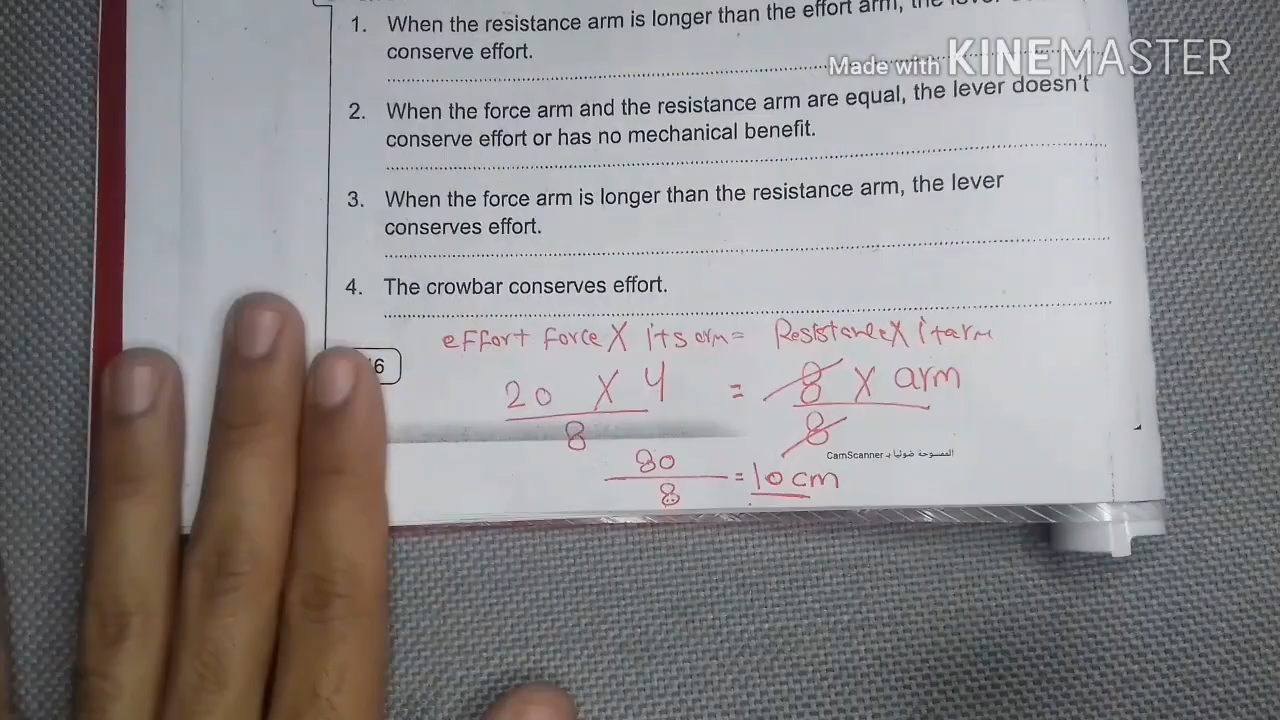 1. When the resistance arm is longer than the effort arm, the
conserve effort.
Made with KINEMASTER
2. When the force arm and the resistance arm are equal, the lever doesn't
conserve effort or has no mechanical benefit.
3. When the force arm is longer than the resistance arm, the lever
conserves effort.
4. The crowbar conserves effort.
effort force X its arm = Resistance X it arm
6
20 X 4 = 8 X arm
8 8
CamScanner الممسوحة ضوئيا بـ
80
8 = 10 cm